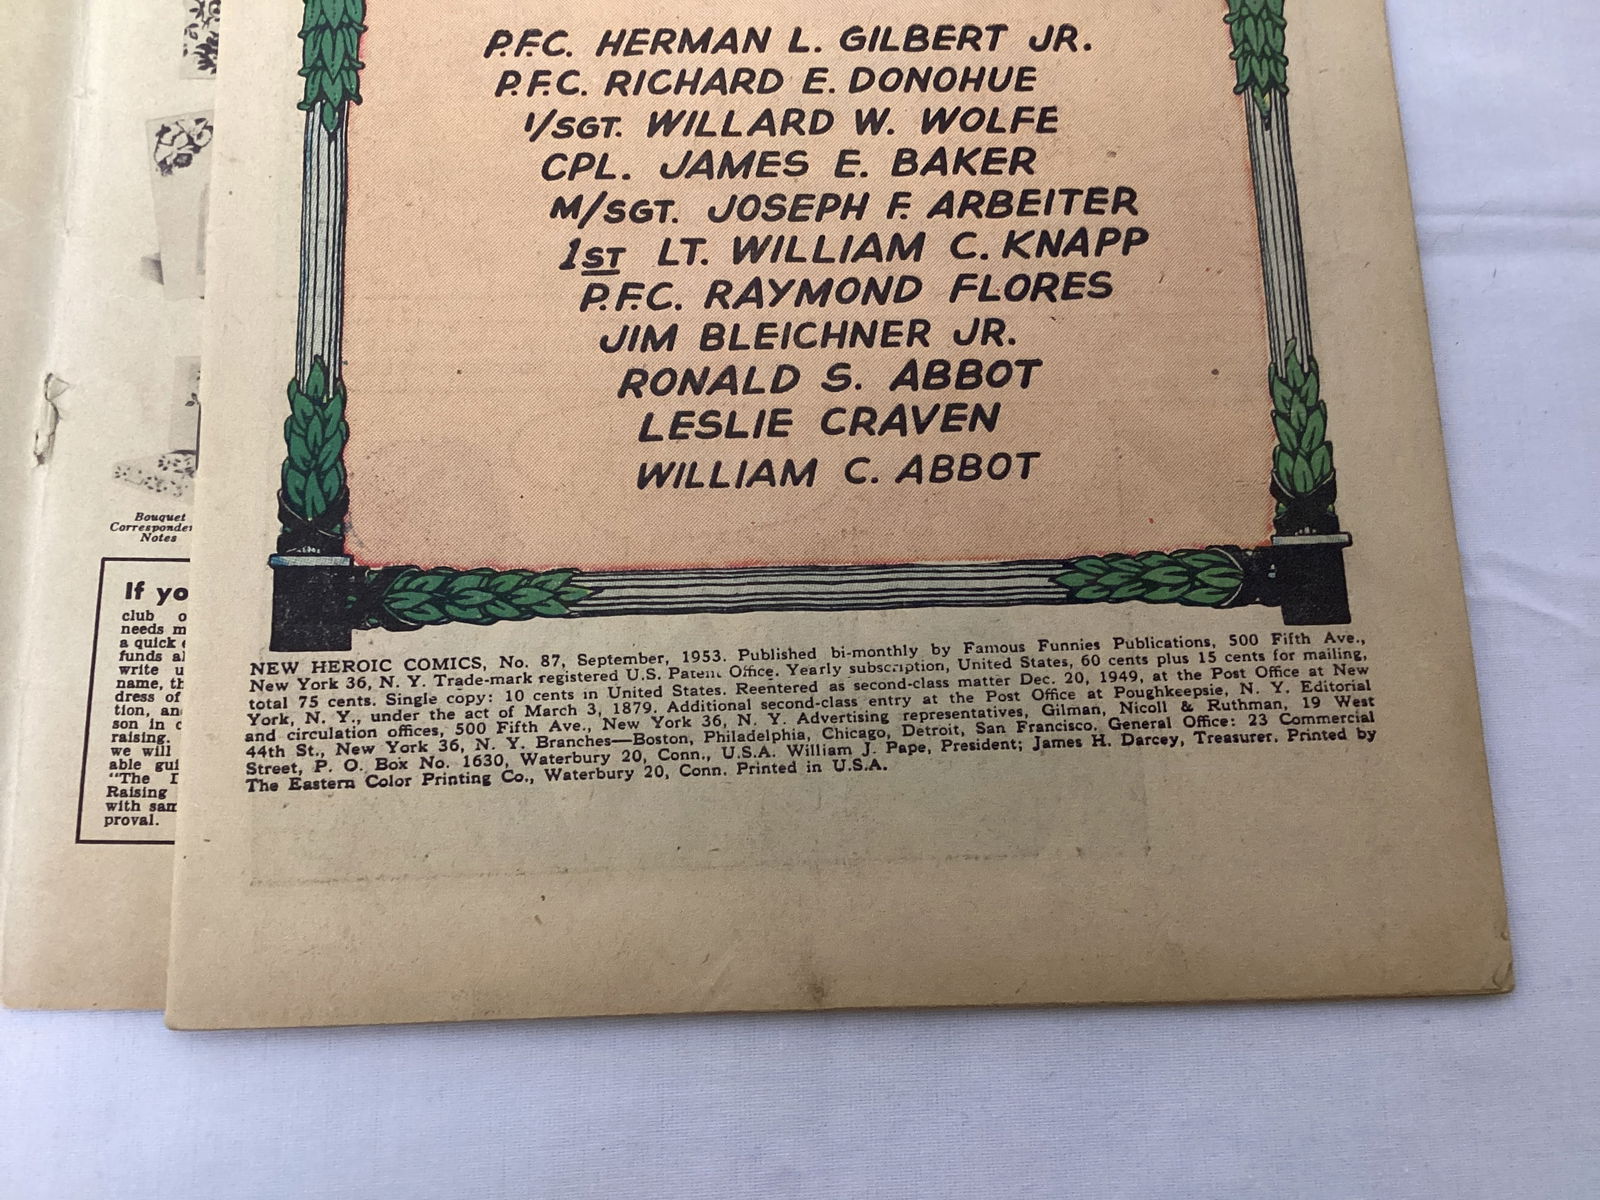 P.F.C. HERMAN L. GILBERT JR.
P.F.C. RICHARD E. DONOHUE
1/SGT. WILLARD W. WOLFE
CPL. JAMES E. BAKER
M/SGT. JOSEPH F. ARBEITER
1ST LT. WILLIAM C. KNAPP
P.F.C. RAYMOND FLORES
JIM BLEICHNER JR.
RONALD S. ABBOT
LESLIE CRAVEN
WILLIAM C. ABBOT
NEW HEROIC COMICS, No. 87, September, 1953. Published bi-monthly by Famous Funnies Publications, 500 Fifth Ave.,
New York 36, N. Y. Trade-mark registered U.S. Patent Office. Yearly subscription, United States, 60 cents plus 15 cents for mailing,
total 75 cents. Single copy: 10 cents in United States. Reentered as second-class matter Dec. 20, 1949, at the Post Office at New
York, N. Y., under the act of March 3, 1879. Additional second-class entry at the Post Office at Poughkeepsie, N. Y. Editorial
and circulation offices, 500 Fifth Ave., New York 36, N. Y. Advertising representatives, Gilman, Nicoll & Ruthman, 19 West
44th St., New York 36, N. Y. Branches—Boston, Philadelphia, Chicago, Detroit, San Francisco. General Office: 23 Commercial
Street, P. O. Box No. 1630, Waterbury 20, Conn., U.S.A. William J. Pape, President; James H. Darcey, Treasurer. Printed by
The Eastern Color Printing Co., Waterbury 20, Conn. Printed in U.S.A.
Bouquet
Notes
If
club
needs
a quick
funds
write
name,
dress of
son in
raising.
we will
able
"The
Raising
with
proval.